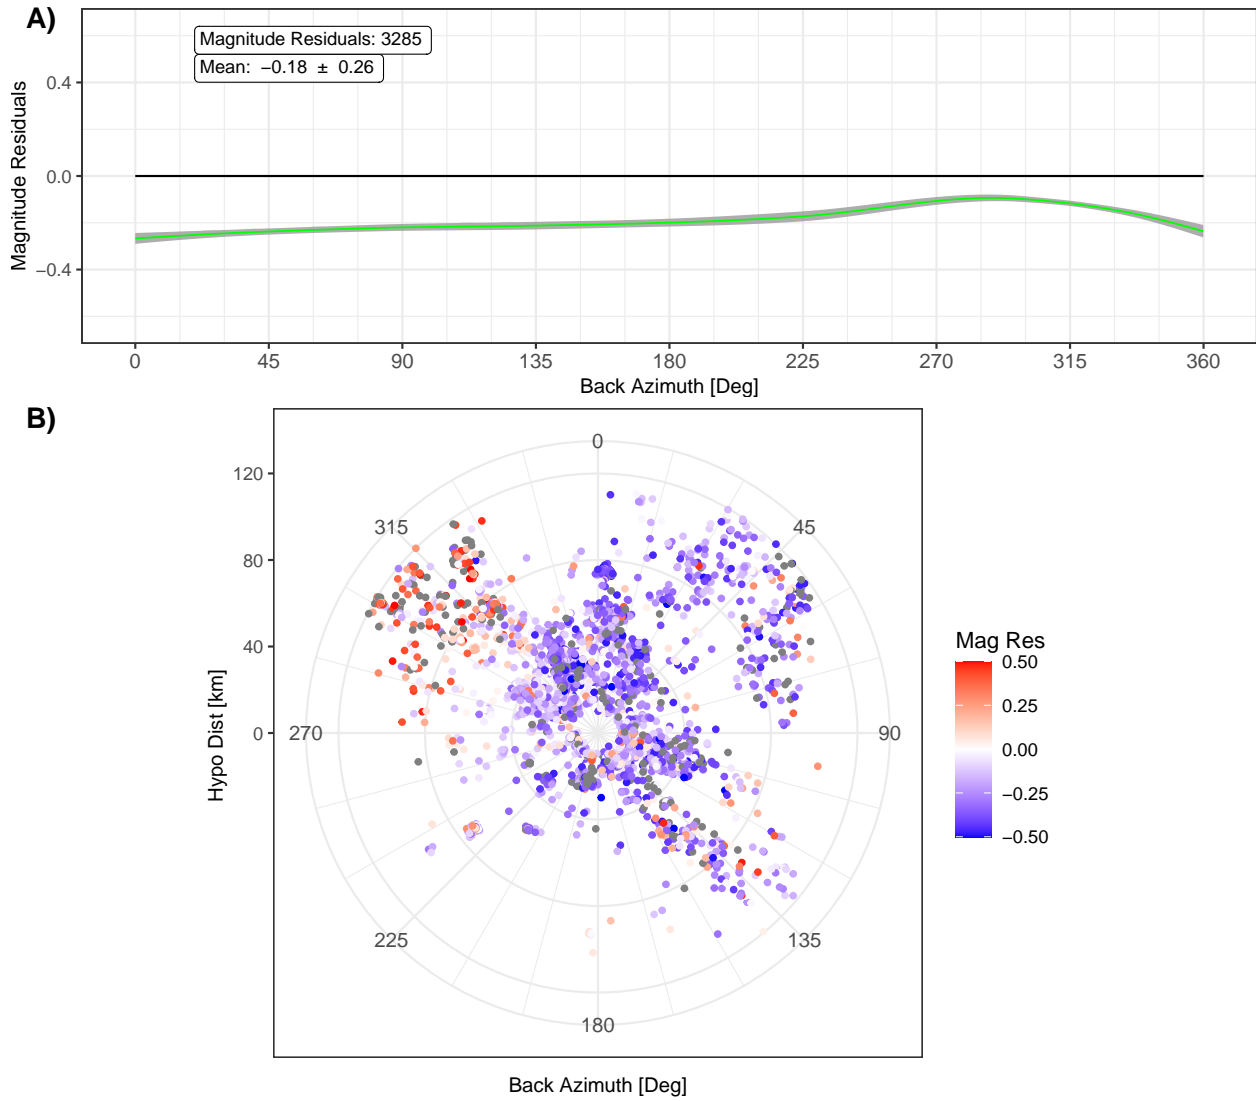 A)
Magnitude Residuals: 3285
Mean: −0.18 ± 0.26
Magnitude Residuals
0.4
0.0
−0.4
0 45 90 135 180 225 270 315 360
Back Azimuth [Deg]
B)
Hypo Dist [km]
120
80
40
0
0
45
90
135
180
225
270
315
Back Azimuth [Deg]
Mag Res
0.50
0.25
0.00
−0.25
−0.50